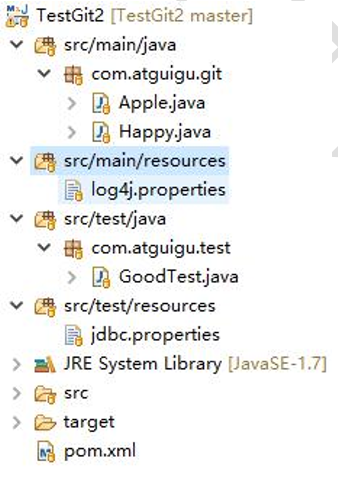 TestGit2 [TestGit2 master]
src/main/java
com.atguigu.git
Apple.java
Happy.java
src/main/resources
log4j.properties
src/test/java
com.atguigu.test
GoodTest.java
src/test/resources
jdbc.properties
JRE System Library [JavaSE-1.7]
src
target
pom.xml